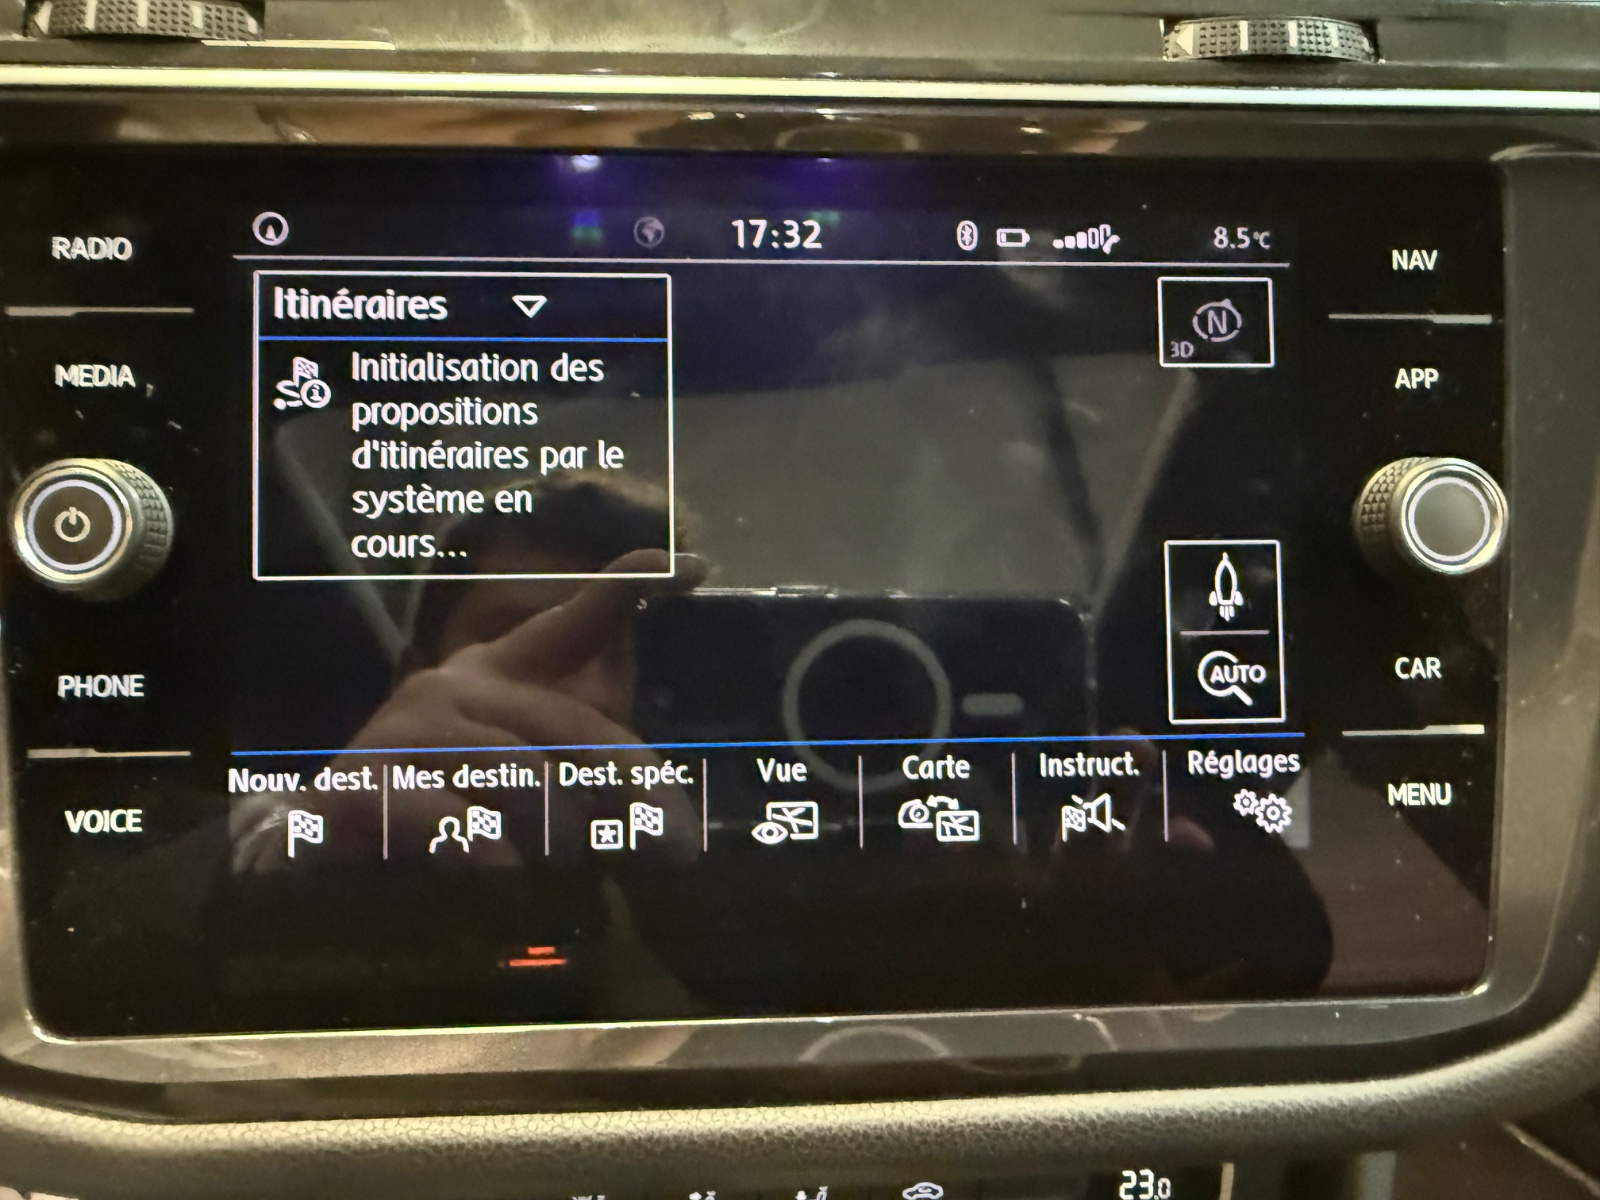 RADIO
MEDIA
PHONE
VOICE
17:32
8.5°C
Itinéraires
Initialisation des
propositions
d'itinéraires par le
système en
cours...
N
3D
AUTO
Nouv. dest.
Mes destin.
Dest. spéc.
Vue
Carte
Instruct.
Réglages
NAV
APP
CAR
MENU
23.0